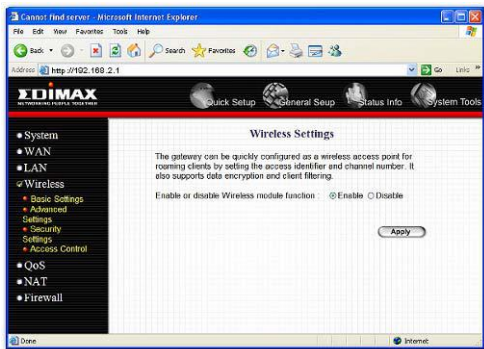 Cannot find server - Microsoft Internet Explorer
File Edit View Favorites Tools Help
Back Search Favorites
Address http://192.168.2.1 Go Links
EDIMAX
NETWORKING PEOPLE TOGETHER
Quick Setup General Seup Status Info System Tools
System
WAN
LAN
Wireless
Basic Settings
Advanced
Settings
Security
Settings
Access Control
QoS
NAT
Firewall
Wireless Settings
The gateway can be quickly configured as a wireless access point for
roaming clients by setting the access identifier and channel number. It
also supports data encryption and client filtering.
Enable or disable Wireless module function : Enable Disable
Apply
Done Internet